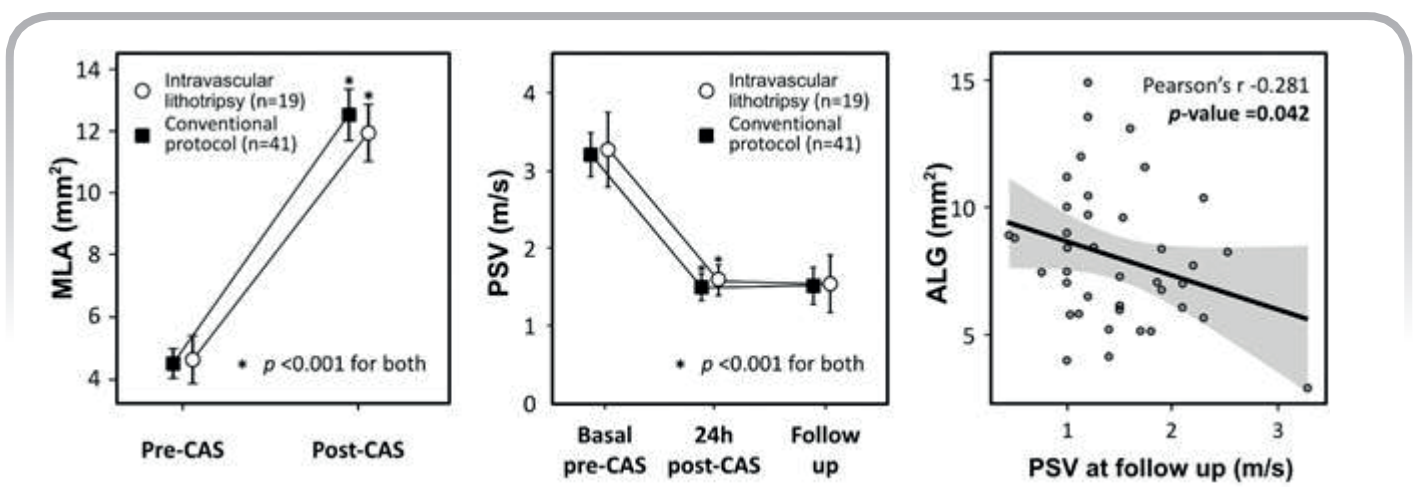 MLA (mm²)
14
12
10
8
6
4
Intravascular
lithotripsy (n=19)
Conventional
protocol (n=41)
*
*
* p <0.001 for both
Pre-CAS
Post-CAS
PSV (m/s)
4
3
2
1
0
Intravascular
lithotripsy (n=19)
Conventional
protocol (n=41)
*
*
* p <0.001 for both
Basal
pre-CAS
24h
post-CAS
Follow
up
ALG (mm²)
15
10
5
Pearson's r -0.281
p-value =0.042
1
2
3
PSV at follow up (m/s)